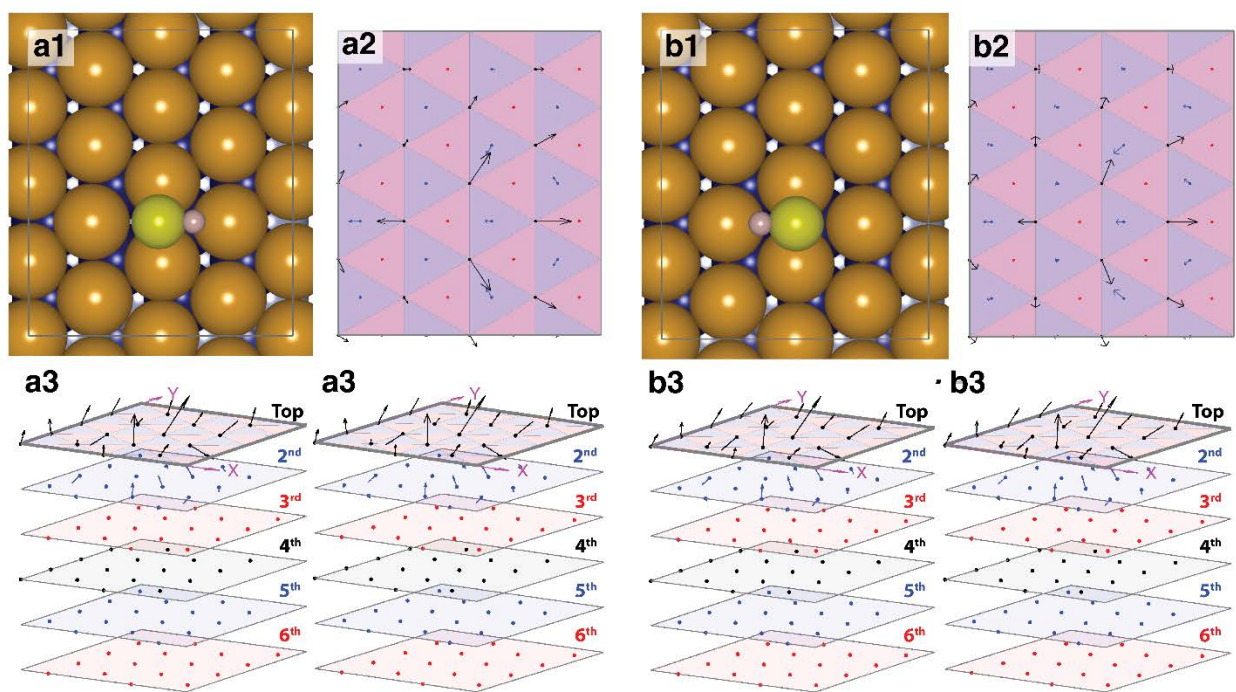 a1 a2 b1 b2
a3 a3 b3 b3
Y Top Y Top Y Top Y Top
2nd 2nd 2nd 2nd
X X X X
3rd 3rd 3rd 3rd
4th 4th 4th 4th
5th 5th 5th 5th
6th 6th 6th 6th